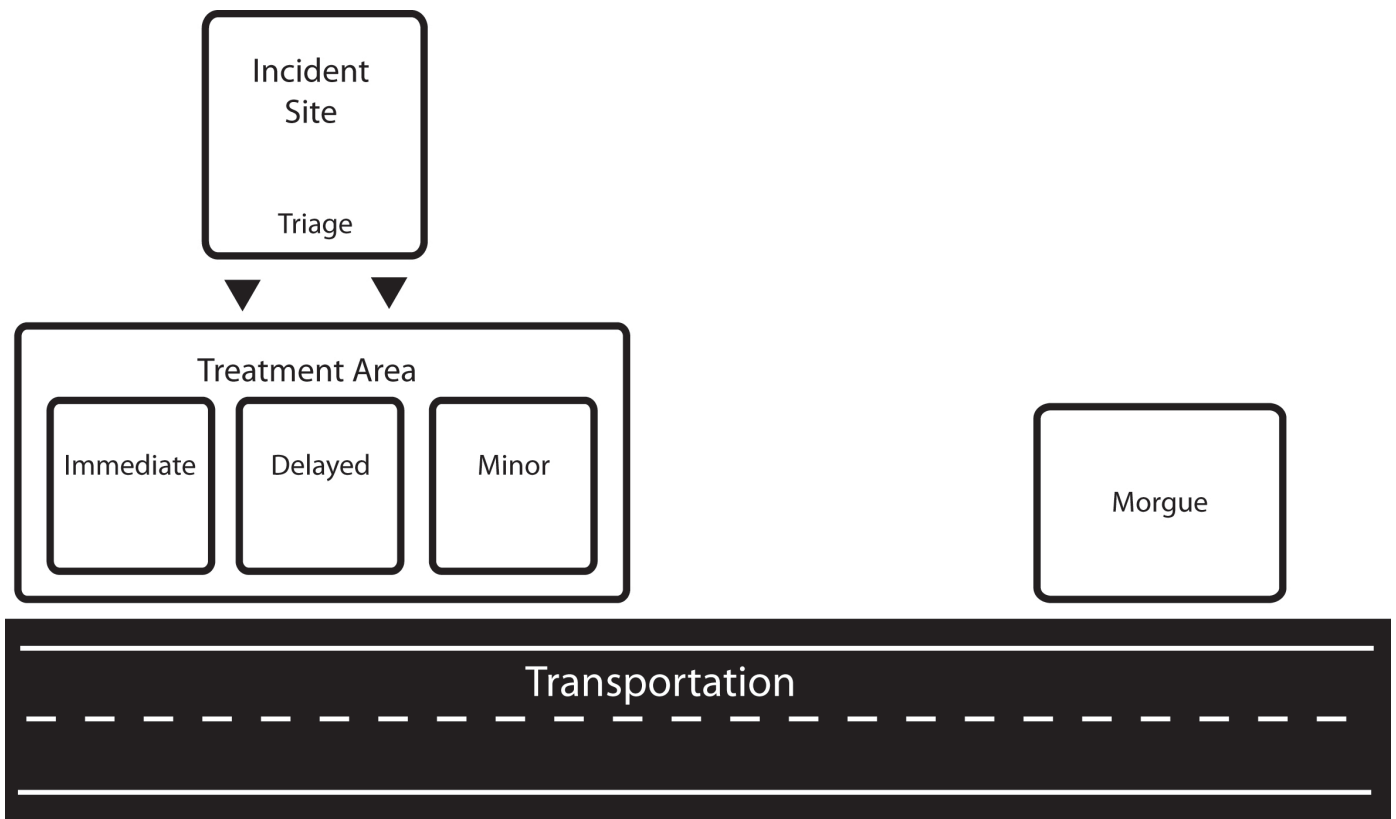 Incident
Site
Triage
Treatment Area
Immediate
Delayed
Minor
Morgue
Transportation